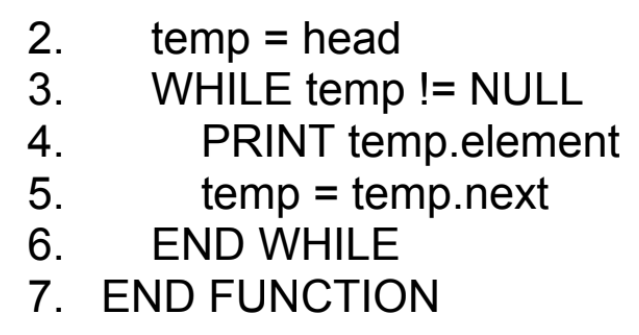 2. temp = head
3. WHILE temp != NULL
4. PRINT temp.element
5. temp = temp.next
6. END WHILE
7. END FUNCTION